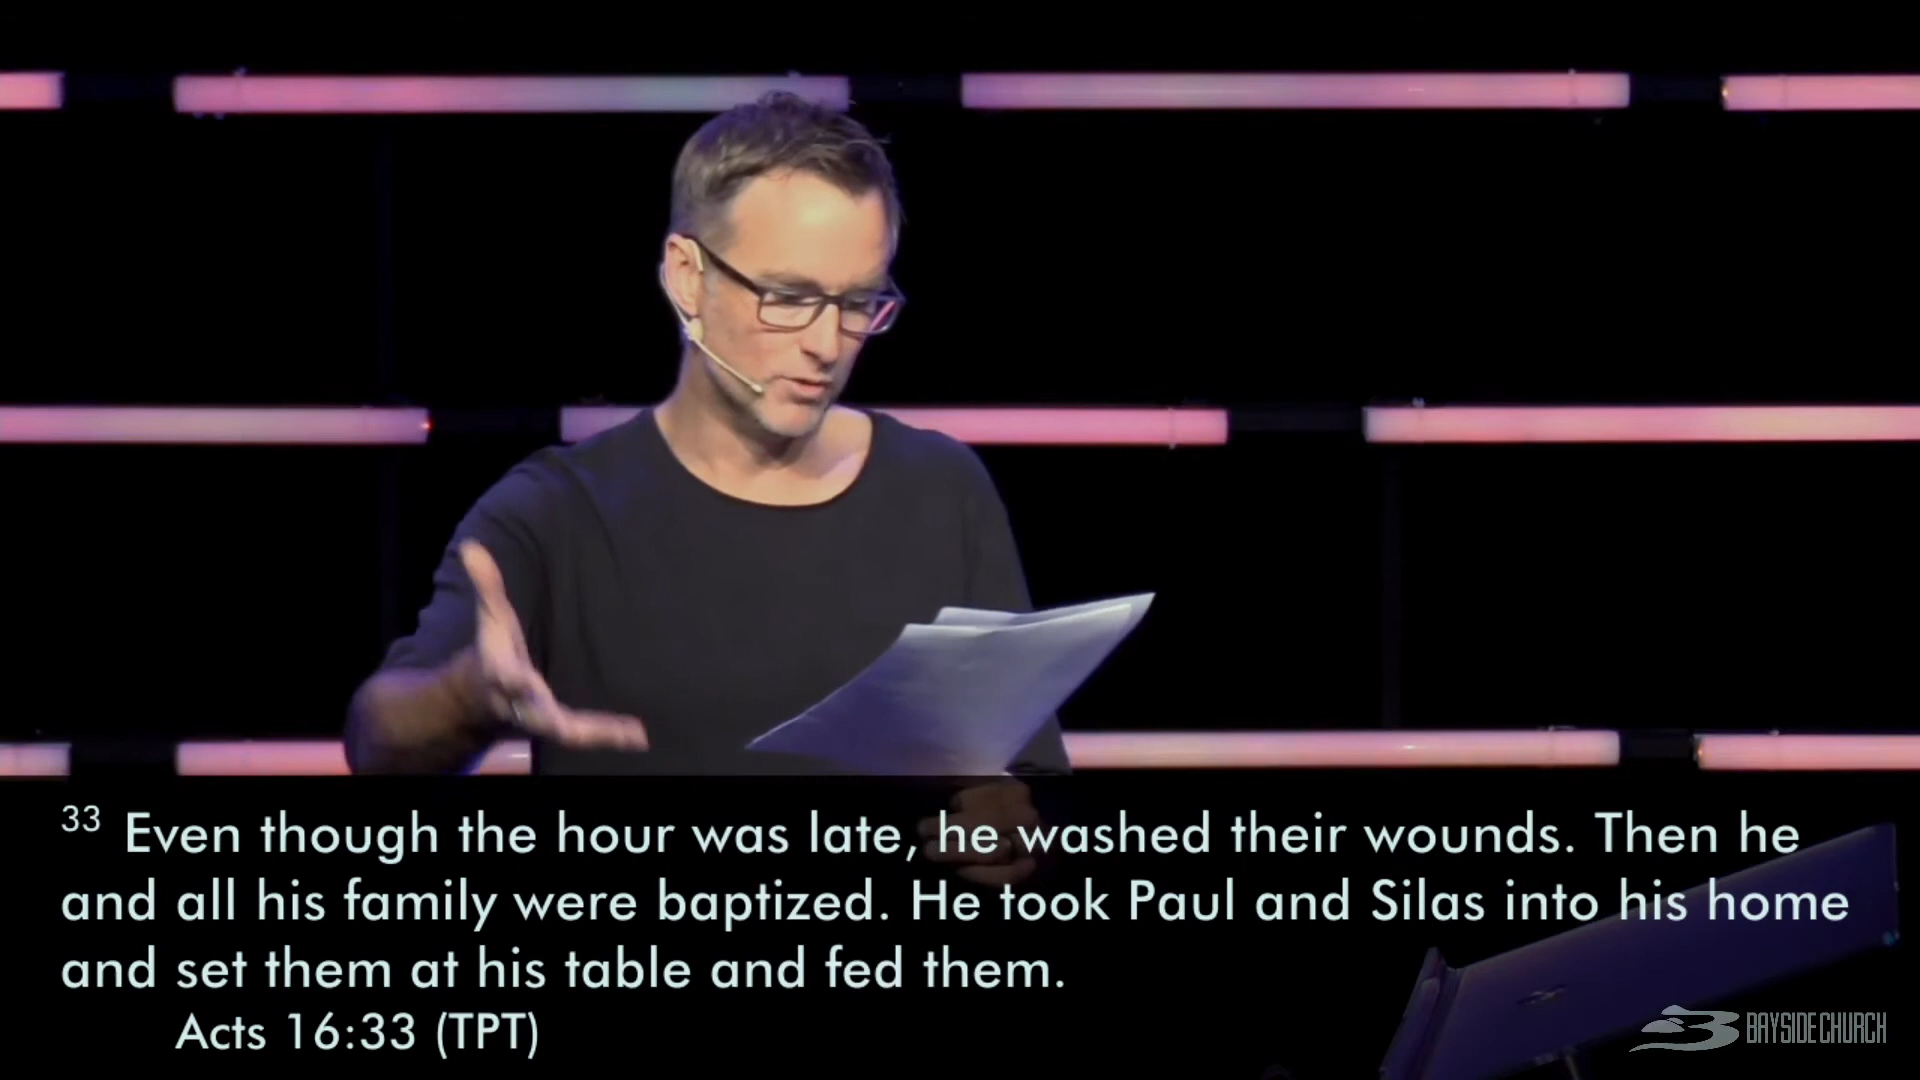 33 Even though the hour was late, he washed their wounds. Then he
and all his family were baptized. He took Paul and Silas into his home
and set them at his table and fed them.
Acts 16:33 (TPT)
BAYSIDE CHURCH